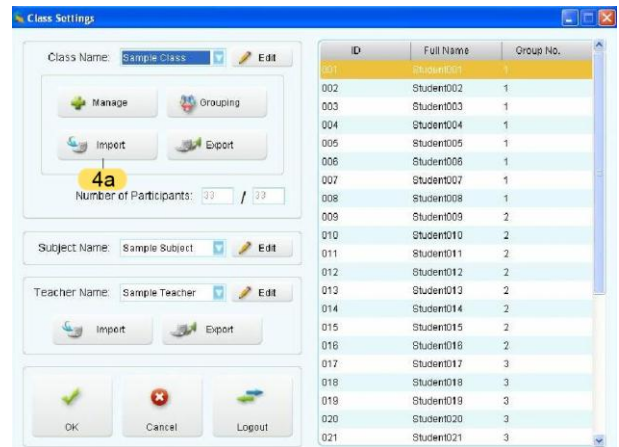 Class Settings
Class Name: Sample Class Edit
Manage Grouping
Import Export
4a
Number of Participants: 33 / 33
Subject Name: Sample Subject Edit
Teacher Name: Sample Teacher Edit
Import Export
OK Cancel Logout
ID Full Name Group No.
001 Student001 1
002 Student002 1
003 Student003 1
004 Student004 1
005 Student005 1
006 Student006 1
007 Student007 1
008 Student008 1
009 Student009 2
010 Student010 2
011 Student011 2
012 Student012 2
013 Student013 2
014 Student014 2
015 Student015 2
016 Student016 2
017 Student017 3
018 Student018 3
019 Student019 3
020 Student020 3
021 Student021 3